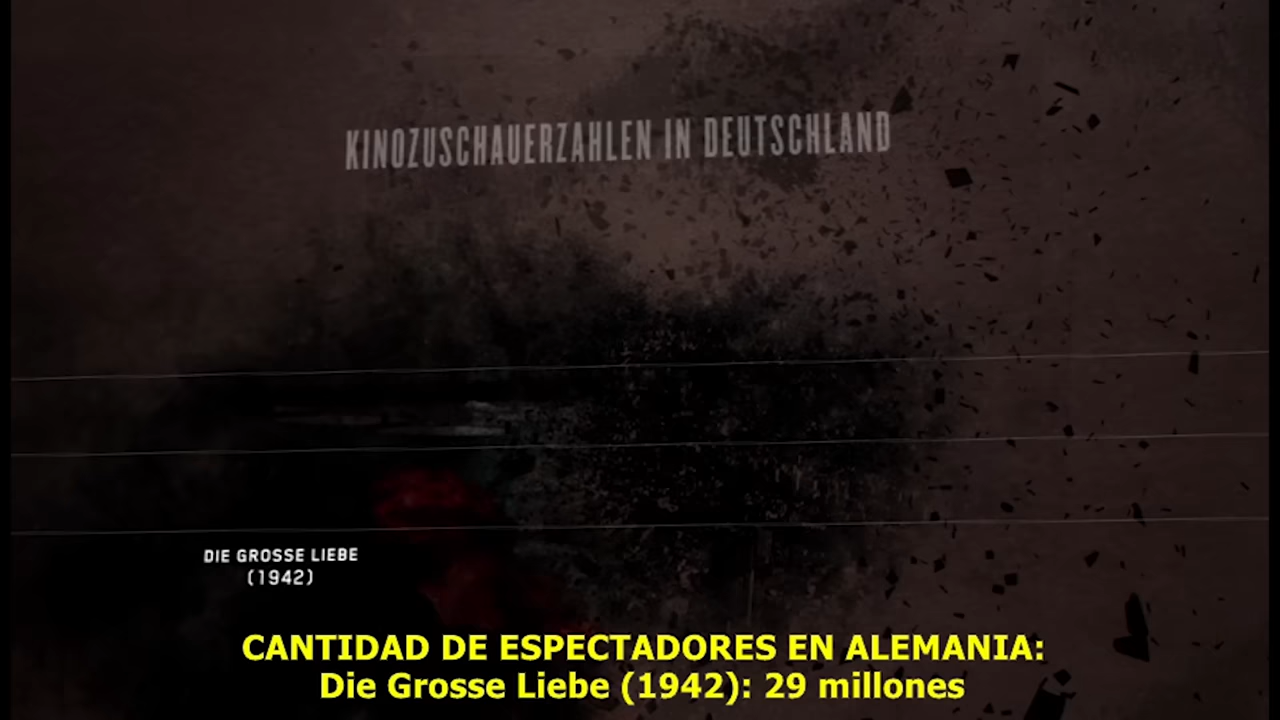 KINOZUSCHAUERZAHLEN IN DEUTSCHLAND
DIE GROSSE LIEBE
(1942)
CANTIDAD DE ESPECTADORES EN ALEMANIA:
Die Grosse Liebe (1942): 29 millones